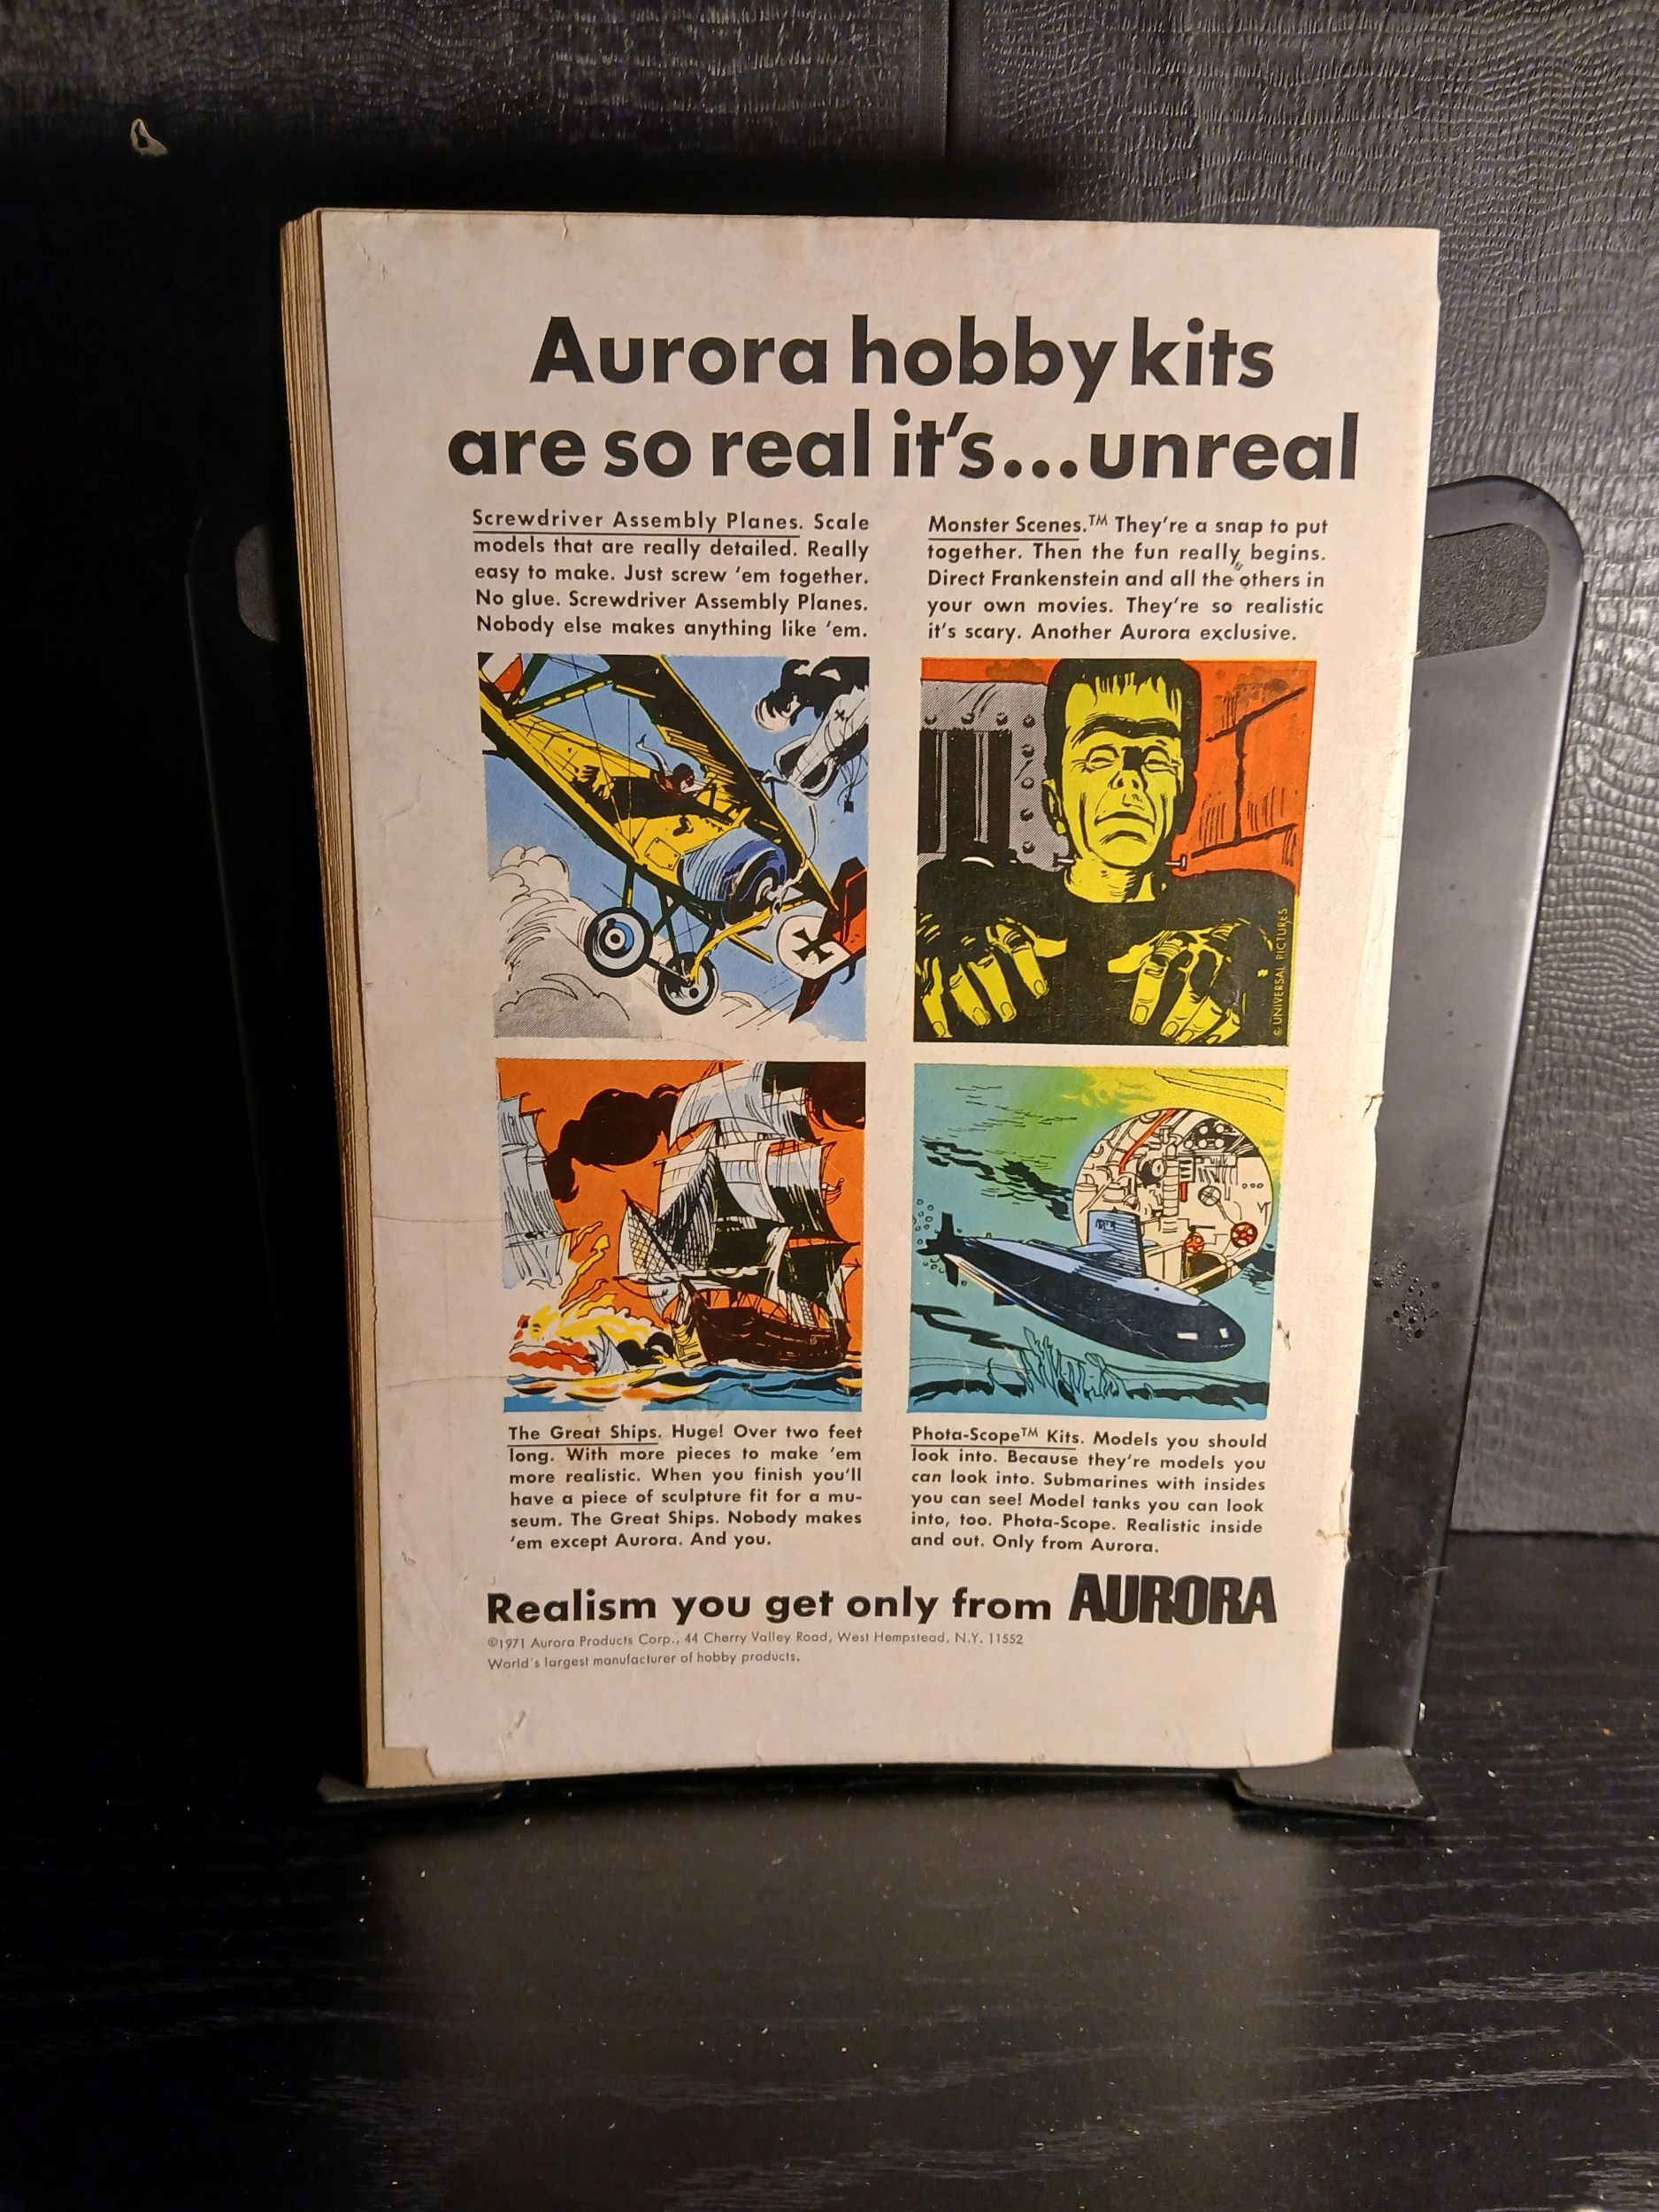 Aurora hobby kits
are so real it's...unreal
Screwdriver Assembly Planes. Scale
models that are really detailed. Really
easy to make. Just screw 'em together.
No glue. Screwdriver Assembly Planes.
Nobody else makes anything like 'em.
Monster Scenes.™ They're a snap to put
together. Then the fun really begins.
Direct Frankenstein and all the others in
your own movies. They're so realistic
it's scary. Another Aurora exclusive.
© UNIVERSAL PICTURES
The Great Ships. Huge! Over two feet
long. With more pieces to make 'em
more realistic. When you finish you'll
have a piece of sculpture fit for a mu-
seum. The Great Ships. Nobody makes
'em except Aurora. And you.
Phota-Scope™ Kits. Models you should
look into. Because they're models you
can look into. Submarines with insides
you can see! Model tanks you can look
into, too. Phota-Scope. Realistic inside
and out. Only from Aurora.
Realism you get only from AURORA
©1971 Aurora Products Corp., 44 Cherry Valley Road, West Hempstead, N.Y. 11552
World's largest manufacturer of hobby products.